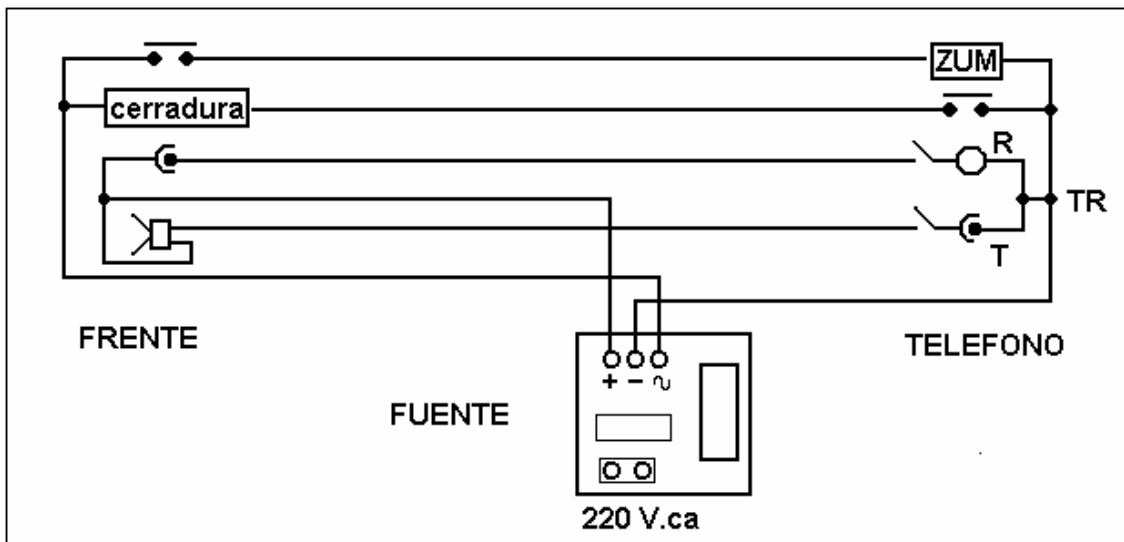 ZUM
cerradura
R
TR
T
FRENTE
TELEFONO
+ - ~
FUENTE
220 V.ca